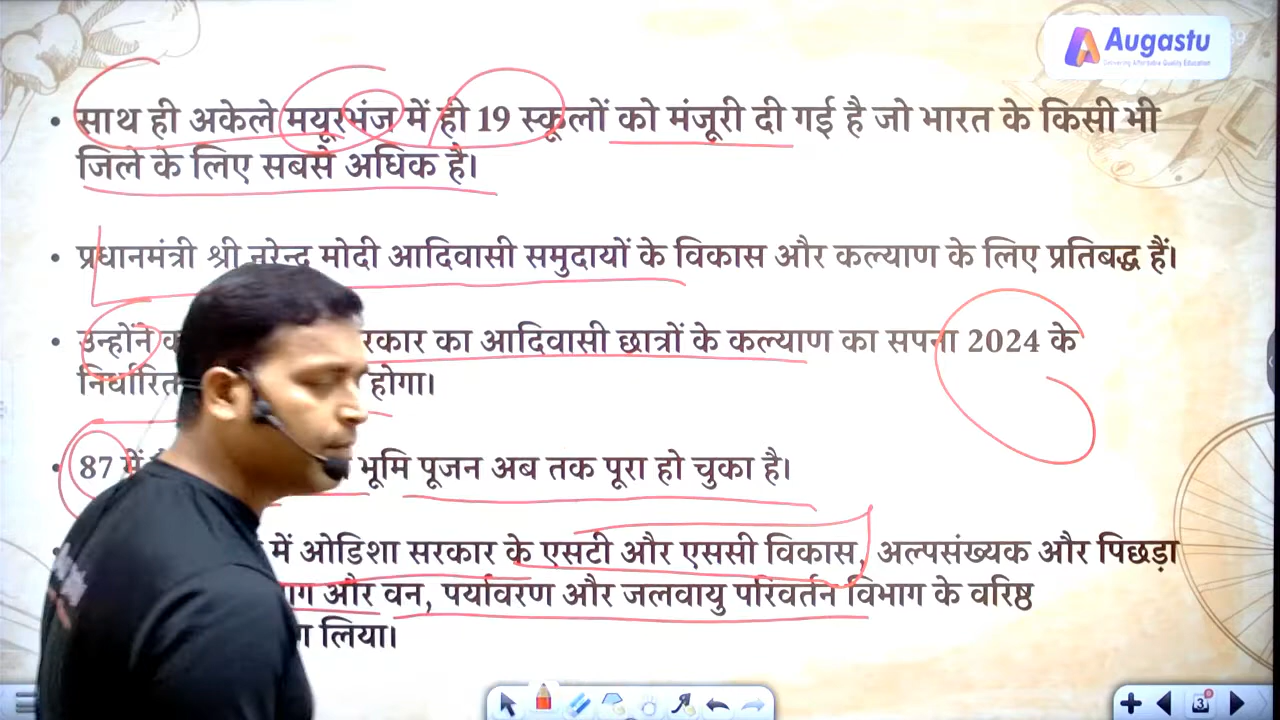 Augastu
साथ ही अकेले मयूरभंज में ही 19 स्कूलों को मंजूरी दी गई है जो भारत के किसी भी
जिले के लिए सबसे अधिक है।
प्रधानमंत्री श्री नरेन्द्र मोदी आदिवासी समुदायों के विकास और कल्याण के लिए प्रतिबद्ध हैं।
उन्होंने रकार का आदिवासी छात्रों के कल्याण का सपना 2024 के
निर्धारित होगा।
87 में भूमि पूजन अब तक पूरा हो चुका है।
में ओडिशा सरकार के एसटी और एससी विकास, अल्पसंख्यक और पिछड़ा
और वन, पर्यावरण और जलवायु परिवर्तन विभाग के वरिष्ठ
लिया।
3